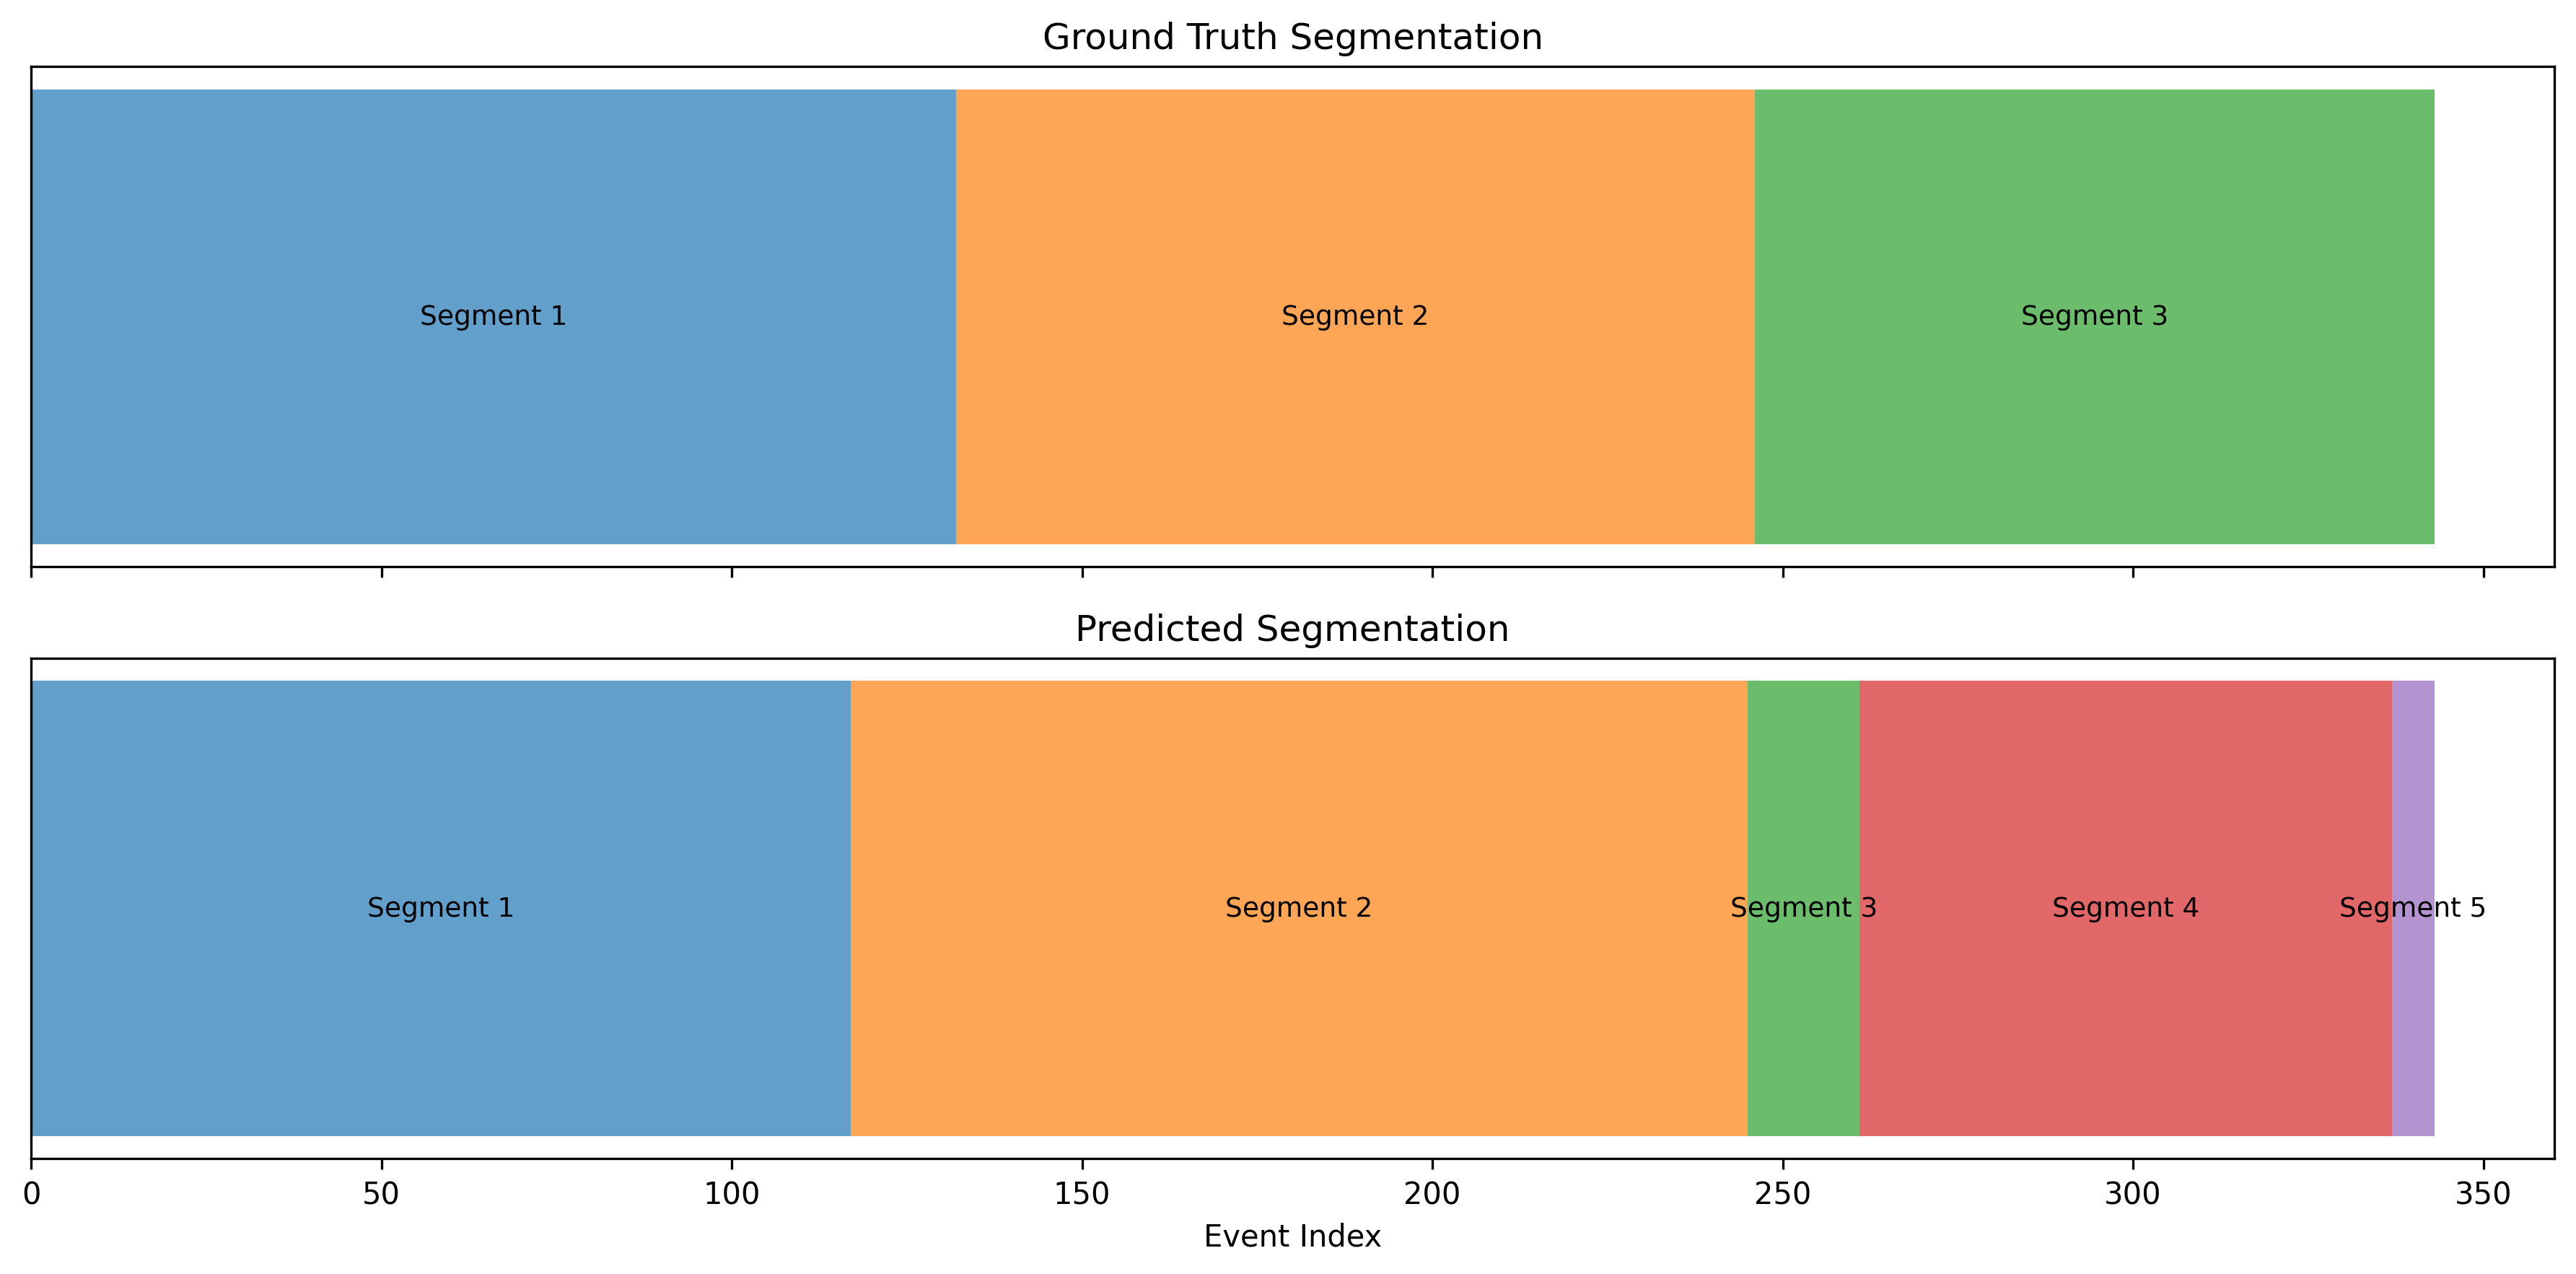 Ground Truth Segmentation
Segment 1 Segment 2 Segment 3
Predicted Segmentation
Segment 1 Segment 2 Segment 3 Segment 4 Segment 5
0 50 100 150 200 250 300 350
Event Index